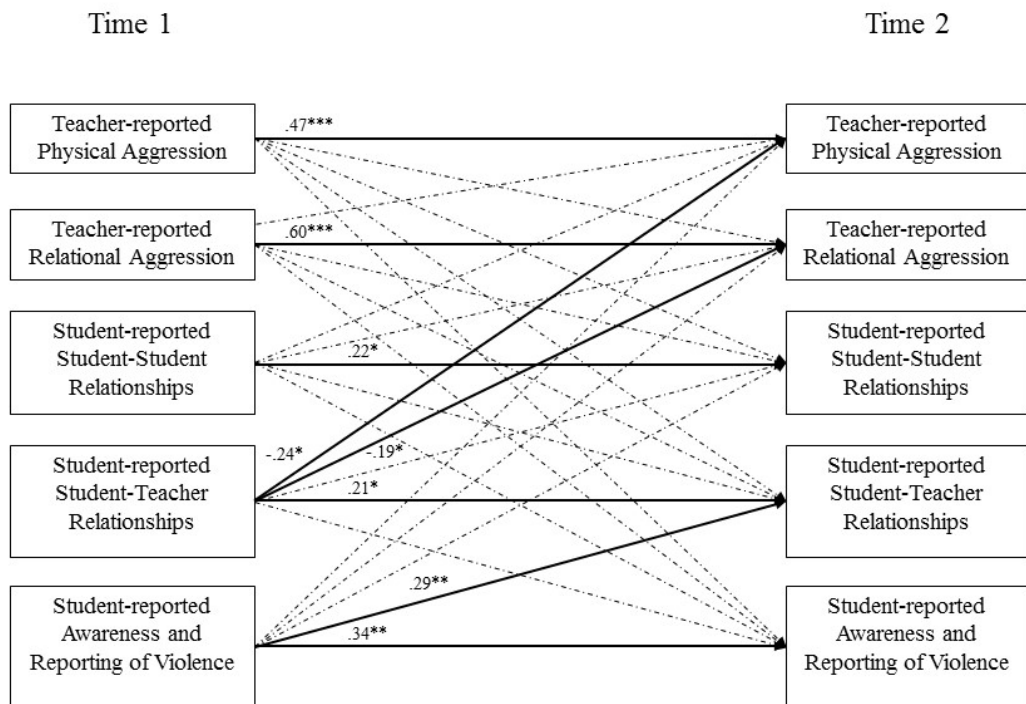 Time 1
Time 2
Teacher-reported
Physical Aggression
.47***
Teacher-reported
Physical Aggression
Teacher-reported
Relational Aggression
.60***
Teacher-reported
Relational Aggression
Student-reported
Student-Student
Relationships
.22*
Student-reported
Student-Student
Relationships
Student-reported
Student-Teacher
Relationships
-.24*
-.19*
.21*
Student-reported
Student-Teacher
Relationships
Student-reported
Awareness and
Reporting of Violence
.29**
.34**
Student-reported
Awareness and
Reporting of Violence